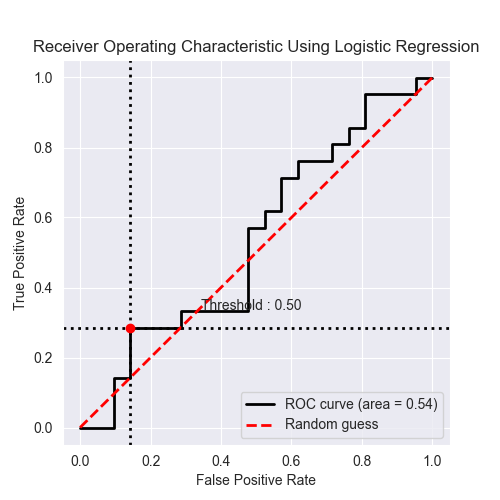 Receiver Operating Characteristic Using Logistic Regression
1.0
0.8
0.6
0.4
0.2
0.0
True Positive Rate
Threshold : 0.50
ROC curve (area = 0.54)
Random guess
0.0 0.2 0.4 0.6 0.8 1.0
False Positive Rate